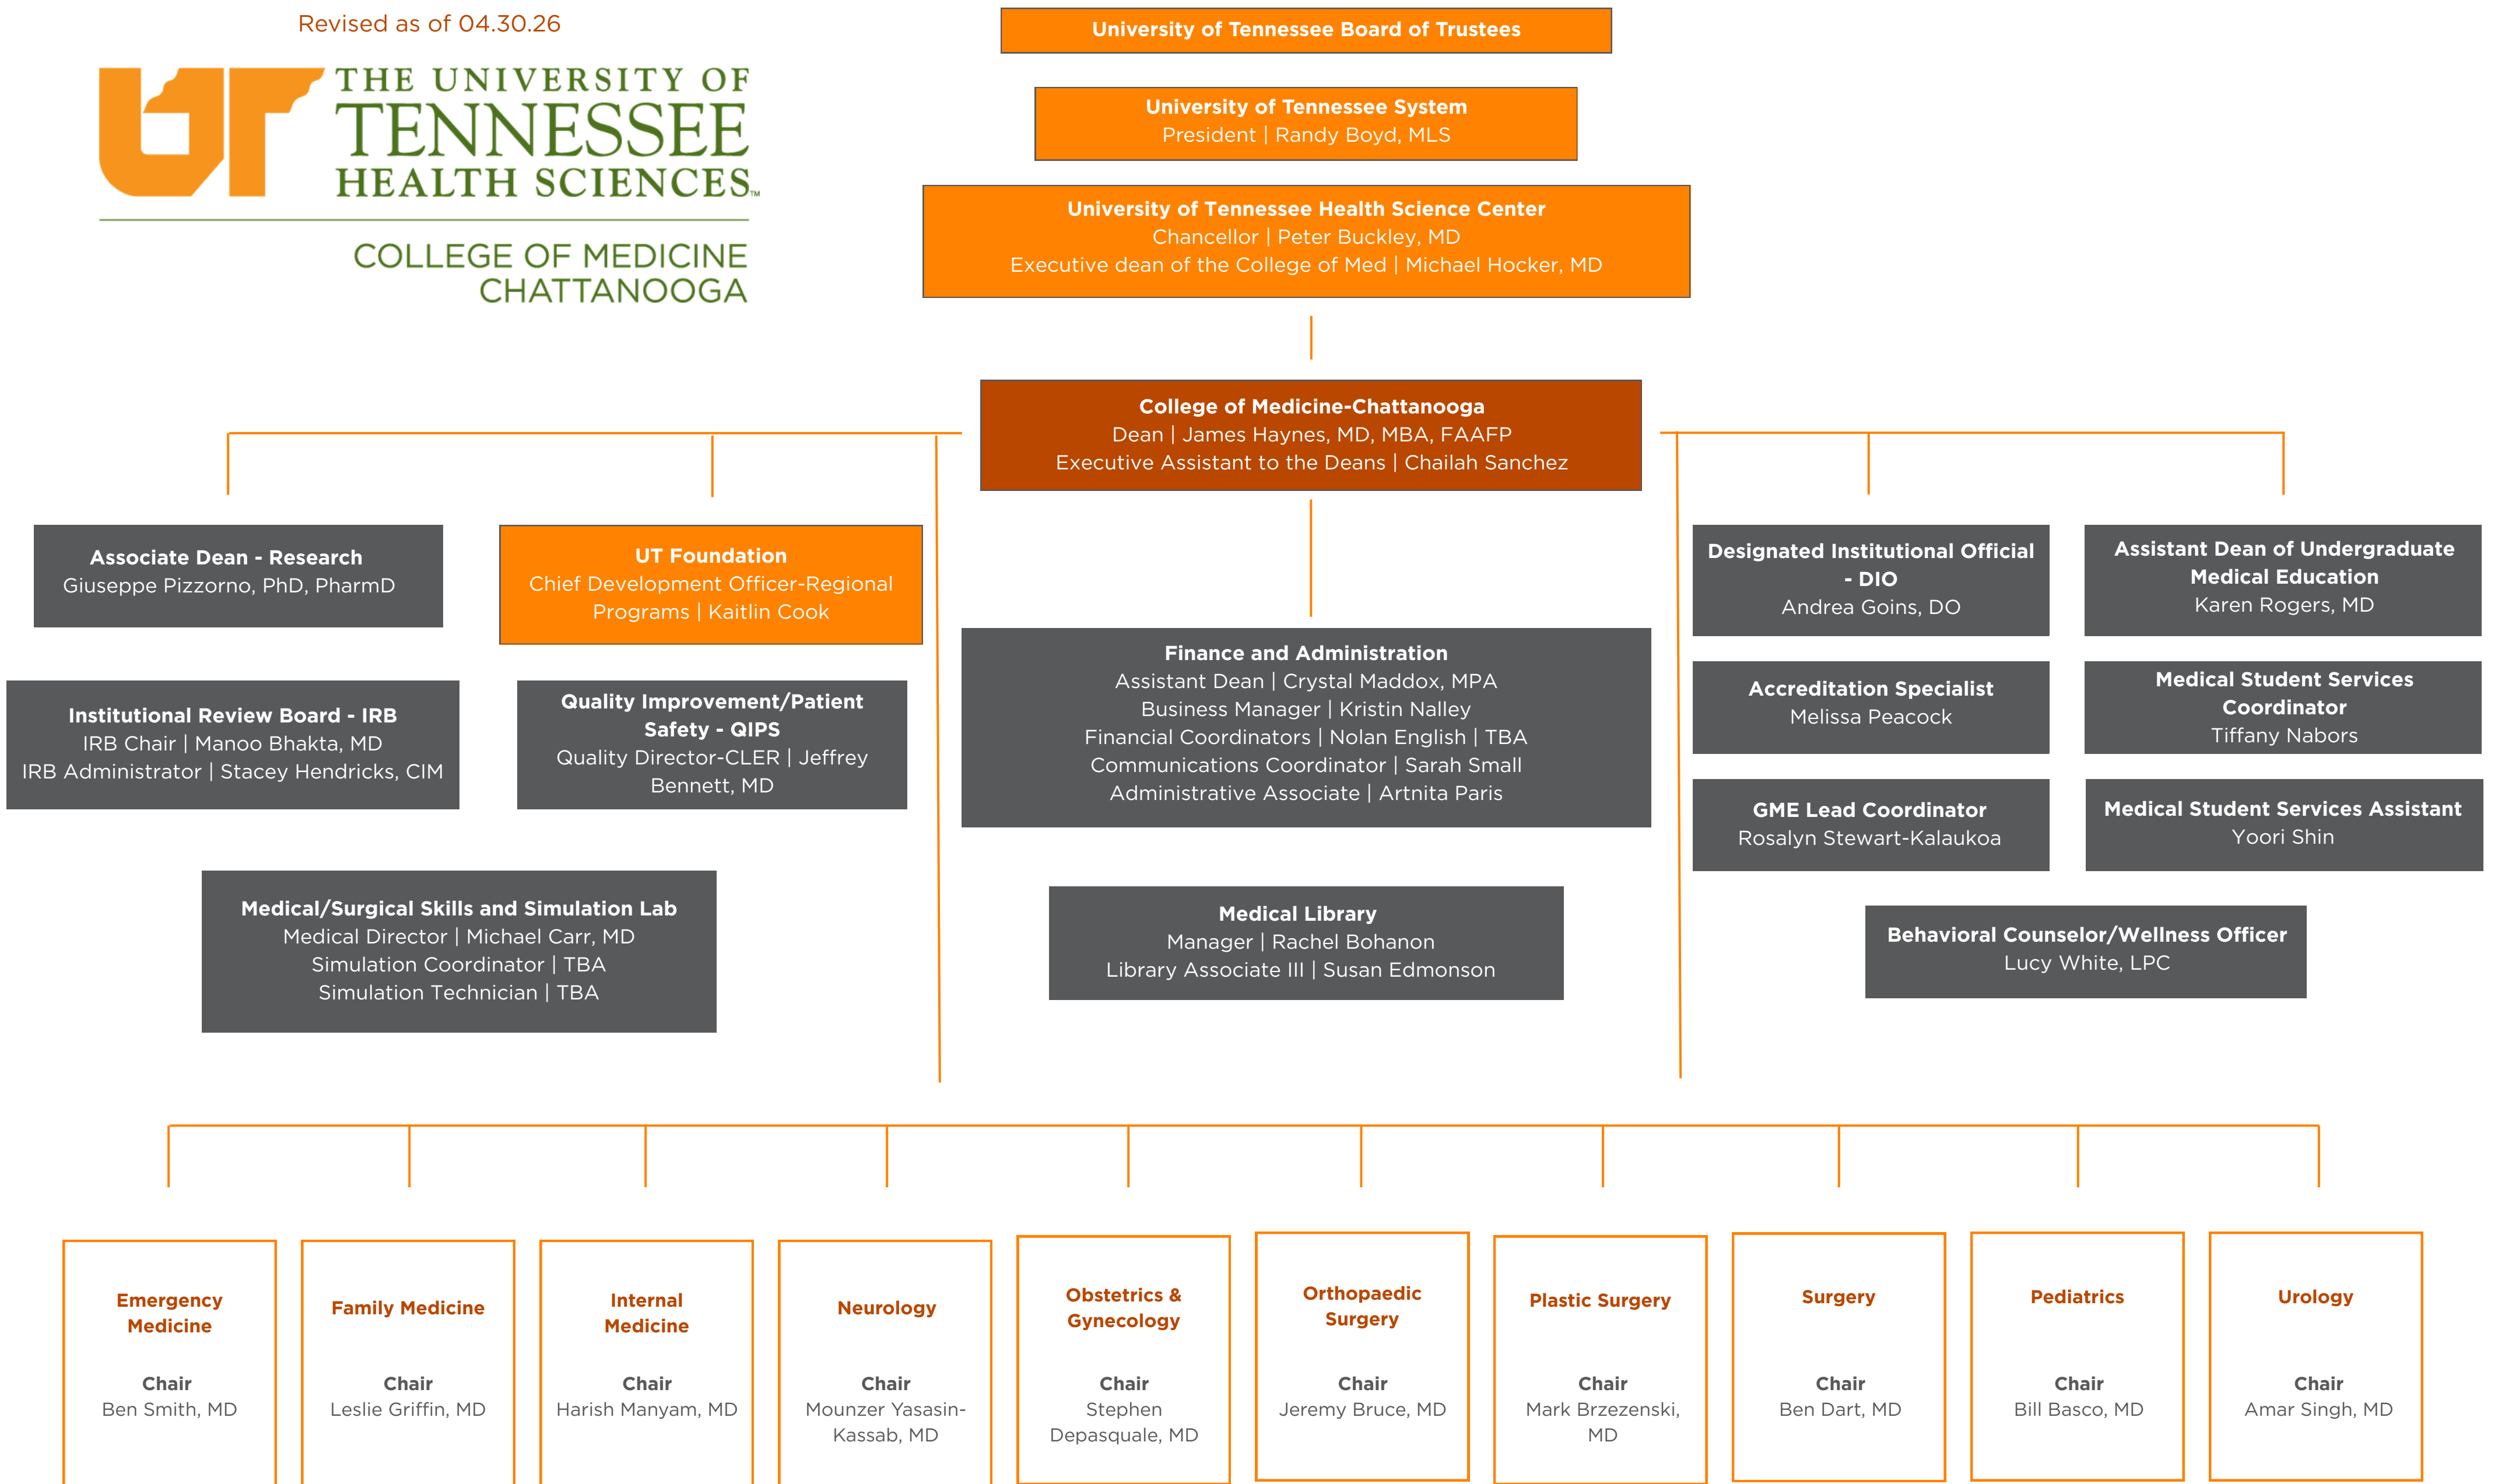 Revised as of 04.30.26
THE UNIVERSITY OF
TENNESSEE
HEALTH SCIENCES™
COLLEGE OF MEDICINE
CHATTANOOGA
University of Tennessee Board of Trustees
University of Tennessee System
President | Randy Boyd, MLS
University of Tennessee Health Science Center
Chancellor | Peter Buckley, MD
Executive dean of the College of Med | Michael Hocker, MD
College of Medicine-Chattanooga
Dean | James Haynes, MD, MBA, FAAFP
Executive Assistant to the Deans | Chailah Sanchez
Associate Dean - Research
Giuseppe Pizzorno, PhD, PharmD
UT Foundation
Chief Development Officer-Regional
Programs | Kaitlin Cook
Institutional Review Board - IRB
IRB Chair | Manoo Bhakta, MD
IRB Administrator | Stacey Hendricks, CIM
Quality Improvement/Patient
Safety - QIPS
Quality Director-CLER | Jeffrey
Bennett, MD
Medical/Surgical Skills and Simulation Lab
Medical Director | Michael Carr, MD
Simulation Coordinator | TBA
Simulation Technician | TBA
Finance and Administration
Assistant Dean | Crystal Maddox, MPA
Business Manager | Kristin Nalley
Financial Coordinators | Nolan English | TBA
Communications Coordinator | Sarah Small
Administrative Associate | Artnita Paris
Medical Library
Manager | Rachel Bohanon
Library Associate III | Susan Edmonson
Designated Institutional Official
- DIO
Andrea Goins, DO
Assistant Dean of Undergraduate
Medical Education
Karen Rogers, MD
Accreditation Specialist
Melissa Peacock
Medical Student Services
Coordinator
Tiffany Nabors
GME Lead Coordinator
Rosalyn Stewart-Kalaukoa
Medical Student Services Assistant
Yoori Shin
Behavioral Counselor/Wellness Officer
Lucy White, LPC
Emergency
Medicine
Chair
Ben Smith, MD
Family Medicine
Chair
Leslie Griffin, MD
Internal
Medicine
Chair
Harish Manyam, MD
Neurology
Chair
Mounzer Yasasin-
Kassab, MD
Obstetrics &
Gynecology
Chair
Stephen
Depasquale, MD
Orthopaedic
Surgery
Chair
Jeremy Bruce, MD
Plastic Surgery
Chair
Mark Brzezenski,
MD
Surgery
Chair
Ben Dart, MD
Pediatrics
Chair
Bill Basco, MD
Urology
Chair
Amar Singh, MD